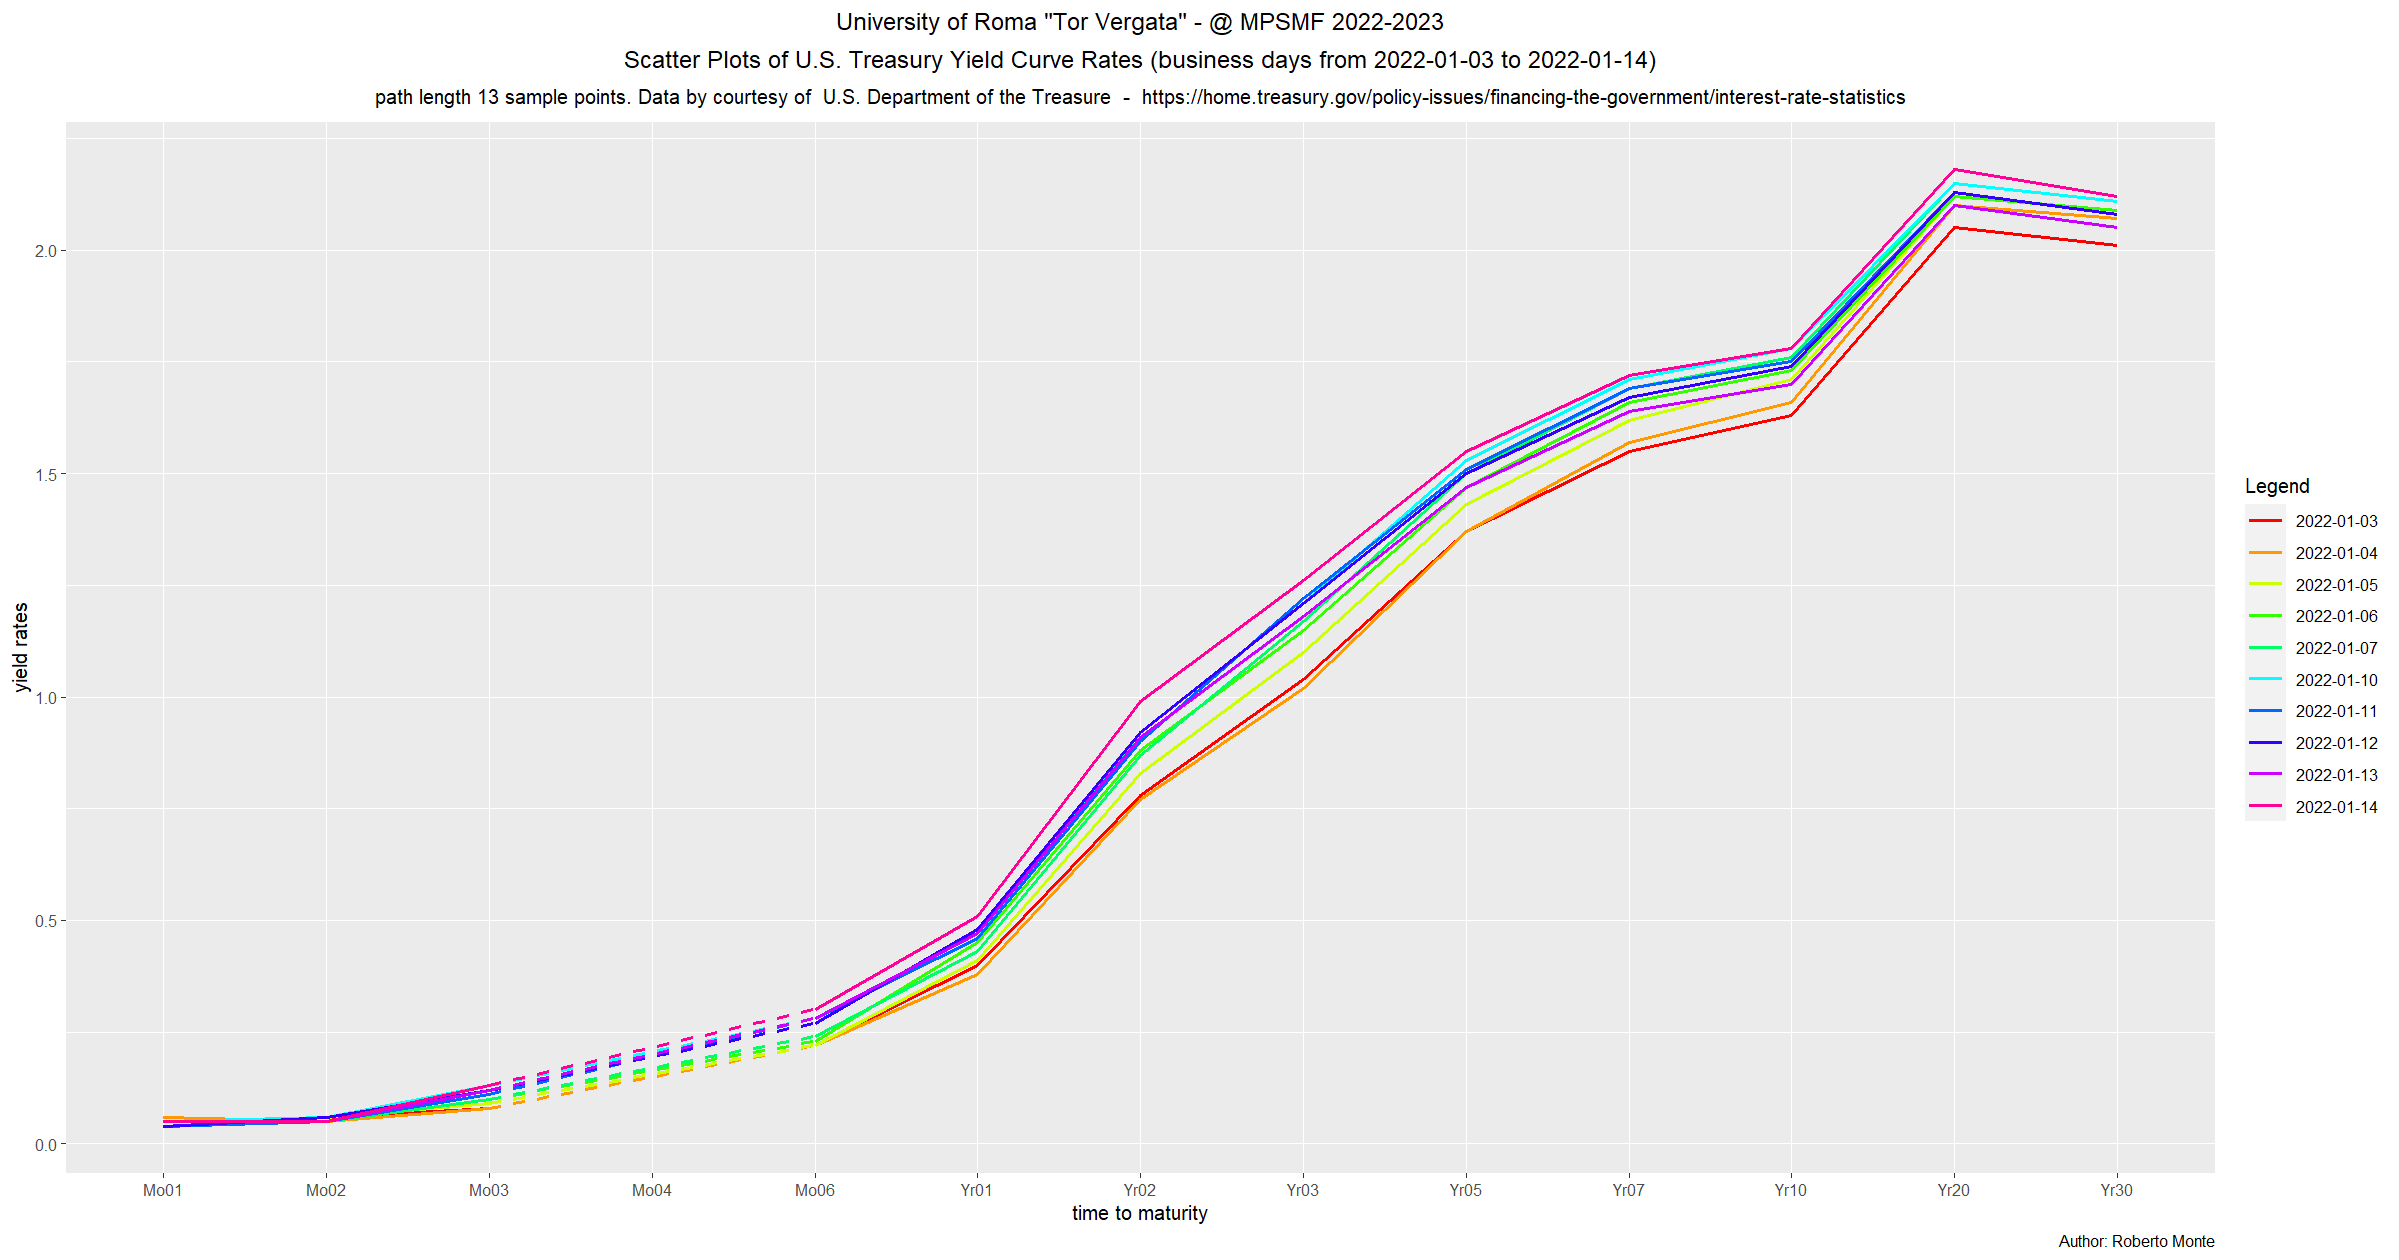 University of Roma "Tor Vergata" - @ MPSMF 2022-2023
Scatter Plots of U.S. Treasury Yield Curve Rates (business days from 2022-01-03 to 2022-01-14)
path length 13 sample points. Data by courtesy of  U.S. Department of the Treasure  -  https://home.treasury.gov/policy-issues/financing-the-government/interest-rate-statistics
yield rates
2.0
1.5
1.0
0.5
0.0
Mo01 Mo02 Mo03 Mo04 Mo06 Yr01 Yr02 Yr03 Yr05 Yr07 Yr10 Yr20 Yr30
time to maturity
Legend
2022-01-03
2022-01-04
2022-01-05
2022-01-06
2022-01-07
2022-01-10
2022-01-11
2022-01-12
2022-01-13
2022-01-14
Author: Roberto Monte